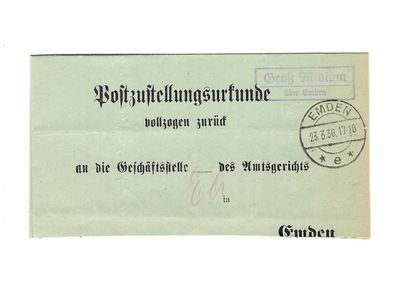 Groß Midlum
über Emden
Postzustellungsurkunde
EMDEN
23.3.36.17-18
* e *
vollzogen zurück
an die Geschäftsstelle — des Amtsgerichts
in
Emden